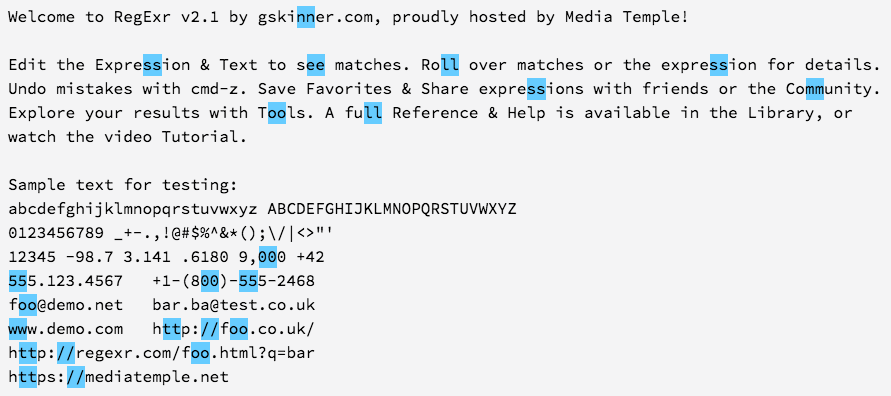 Welcome to RegExr v2.1 by gskinner.com, proudly hosted by Media Temple!
Edit the Expression & Text to see matches. Roll over matches or the expression for details.
Undo mistakes with cmd-z. Save Favorites & Share expressions with friends or the Community.
Explore your results with Tools. A full Reference & Help is available in the Library, or
watch the video Tutorial.
Sample text for testing:
abcdefghijklmnopqrstuvwxyz ABCDEFGHIJKLMNOPQRSTUVWXYZ
0123456789 _+-.,!@#$%^&*();\/|<>"'
12345 -98.7 3.141 .6180 9,000 +42
555.123.4567   +1-(800)-555-2468
foo@demo.net   bar.ba@test.co.uk
www.demo.com   http://foo.co.uk/
http://regexr.com/foo.html?q=bar
https://mediatemple.net